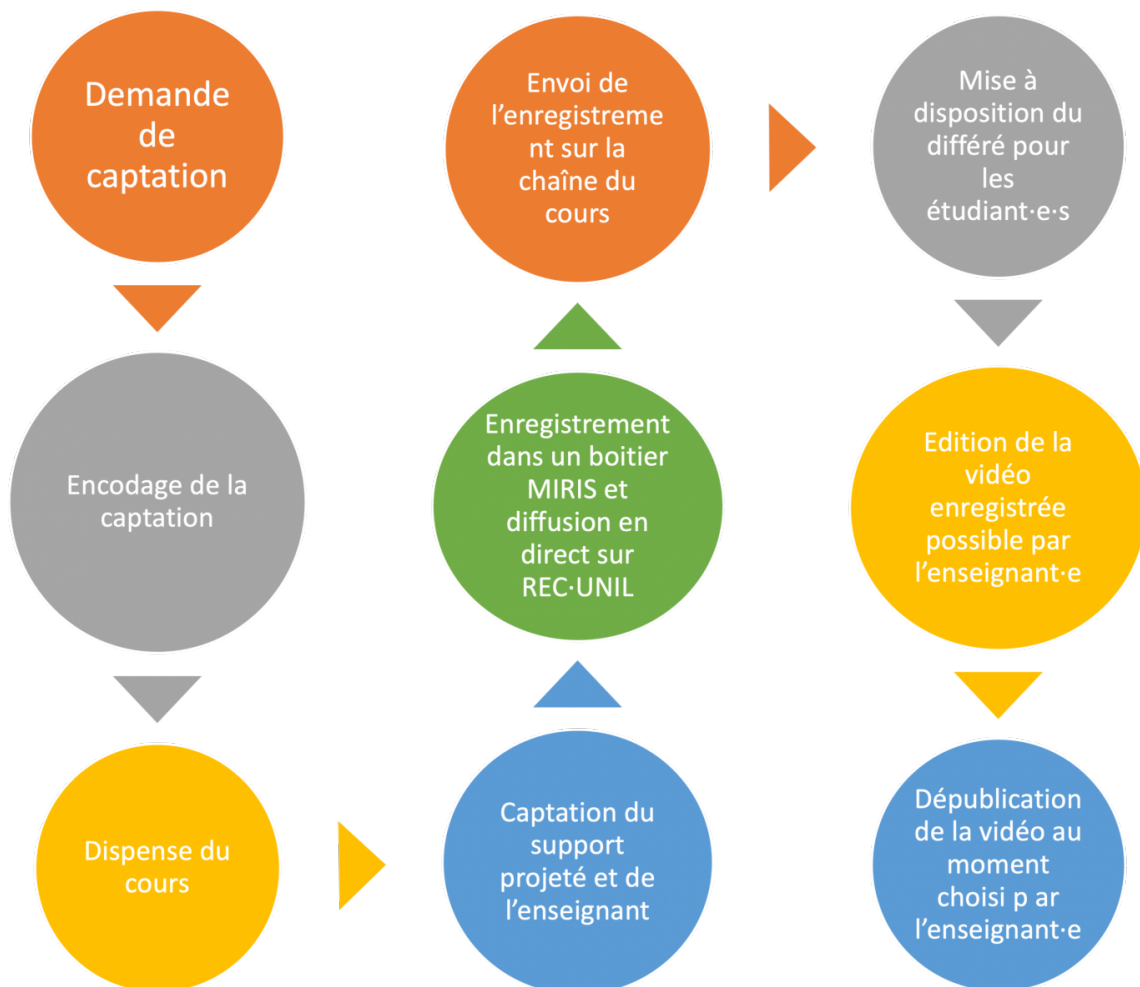 Demande
de
captation
Encodage de la
captation
Dispense du
cours
Captation du
support
projeté et de
l'enseignant
Enregistrement
dans un boitier
MIRIS et
diffusion en
direct sur
REC·UNIL
Envoi de
l'enregistreme
nt sur la
chaîne du
cours
Mise à
disposition du
différé pour
les
étudiant·e·s
Edition de la
vidéo
enregistrée
possible par
l'enseignant·e
Dépublication
de la vidéo au
moment
choisi p ar
l'enseignant·e